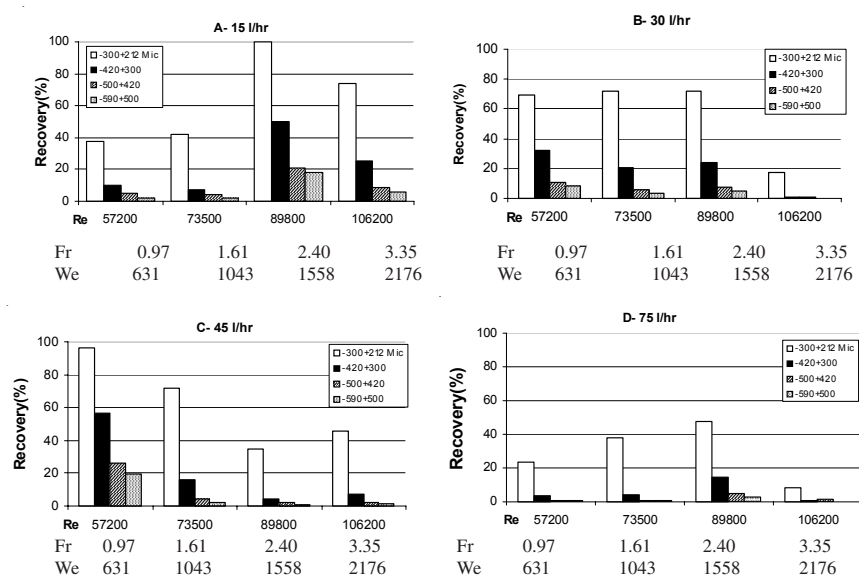 A- 15 l/hr
Recovery(%)
100
80
60
40
20
0
-300+212 Mic
-420+300
-500+420
-590+500
Re 57200 73500 89800 106200
Fr 0.97 1.61 2.40 3.35
We 631 1043 1558 2176
B- 30 l/hr
Recovery(%)
100
80
60
40
20
0
-300+212 Mic
-420+300
-500+420
-590+500
Re 57200 73500 89800 106200
Fr 0.97 1.61 2.40 3.35
We 631 1043 1558 2176
C- 45 l/hr
Recovery(%)
100
80
60
40
20
0
-300+212 Mic
-420+300
-500+420
-590+500
Re 57200 73500 89800 106200
Fr 0.97 1.61 2.40 3.35
We 631 1043 1558 2176
D- 75 l/hr
Recovery(%)
100
80
60
40
20
0
-300+212 Mic
-420+300
-500+420
-590+500
Re 57200 73500 89800 106200
Fr 0.97 1.61 2.40 3.35
We 631 1043 1558 2176